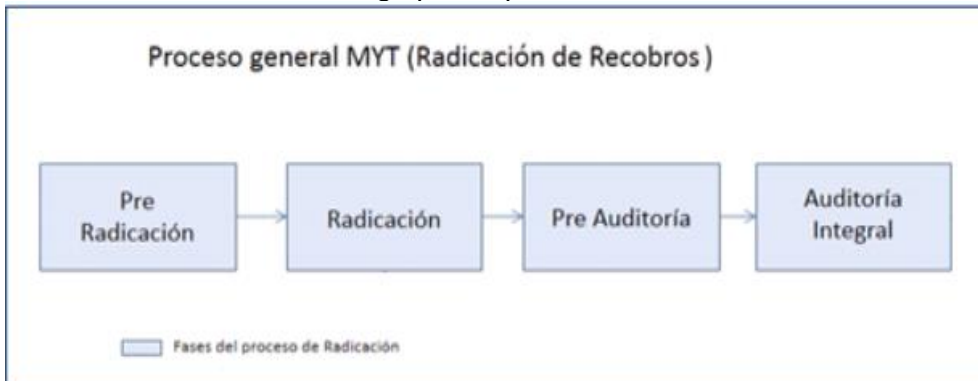 Proceso general MYT (Radicación de Recobros )
Pre
Radicación
Radicación
Pre Auditoría
Auditoría
Integral
Fases del proceso de Radicación